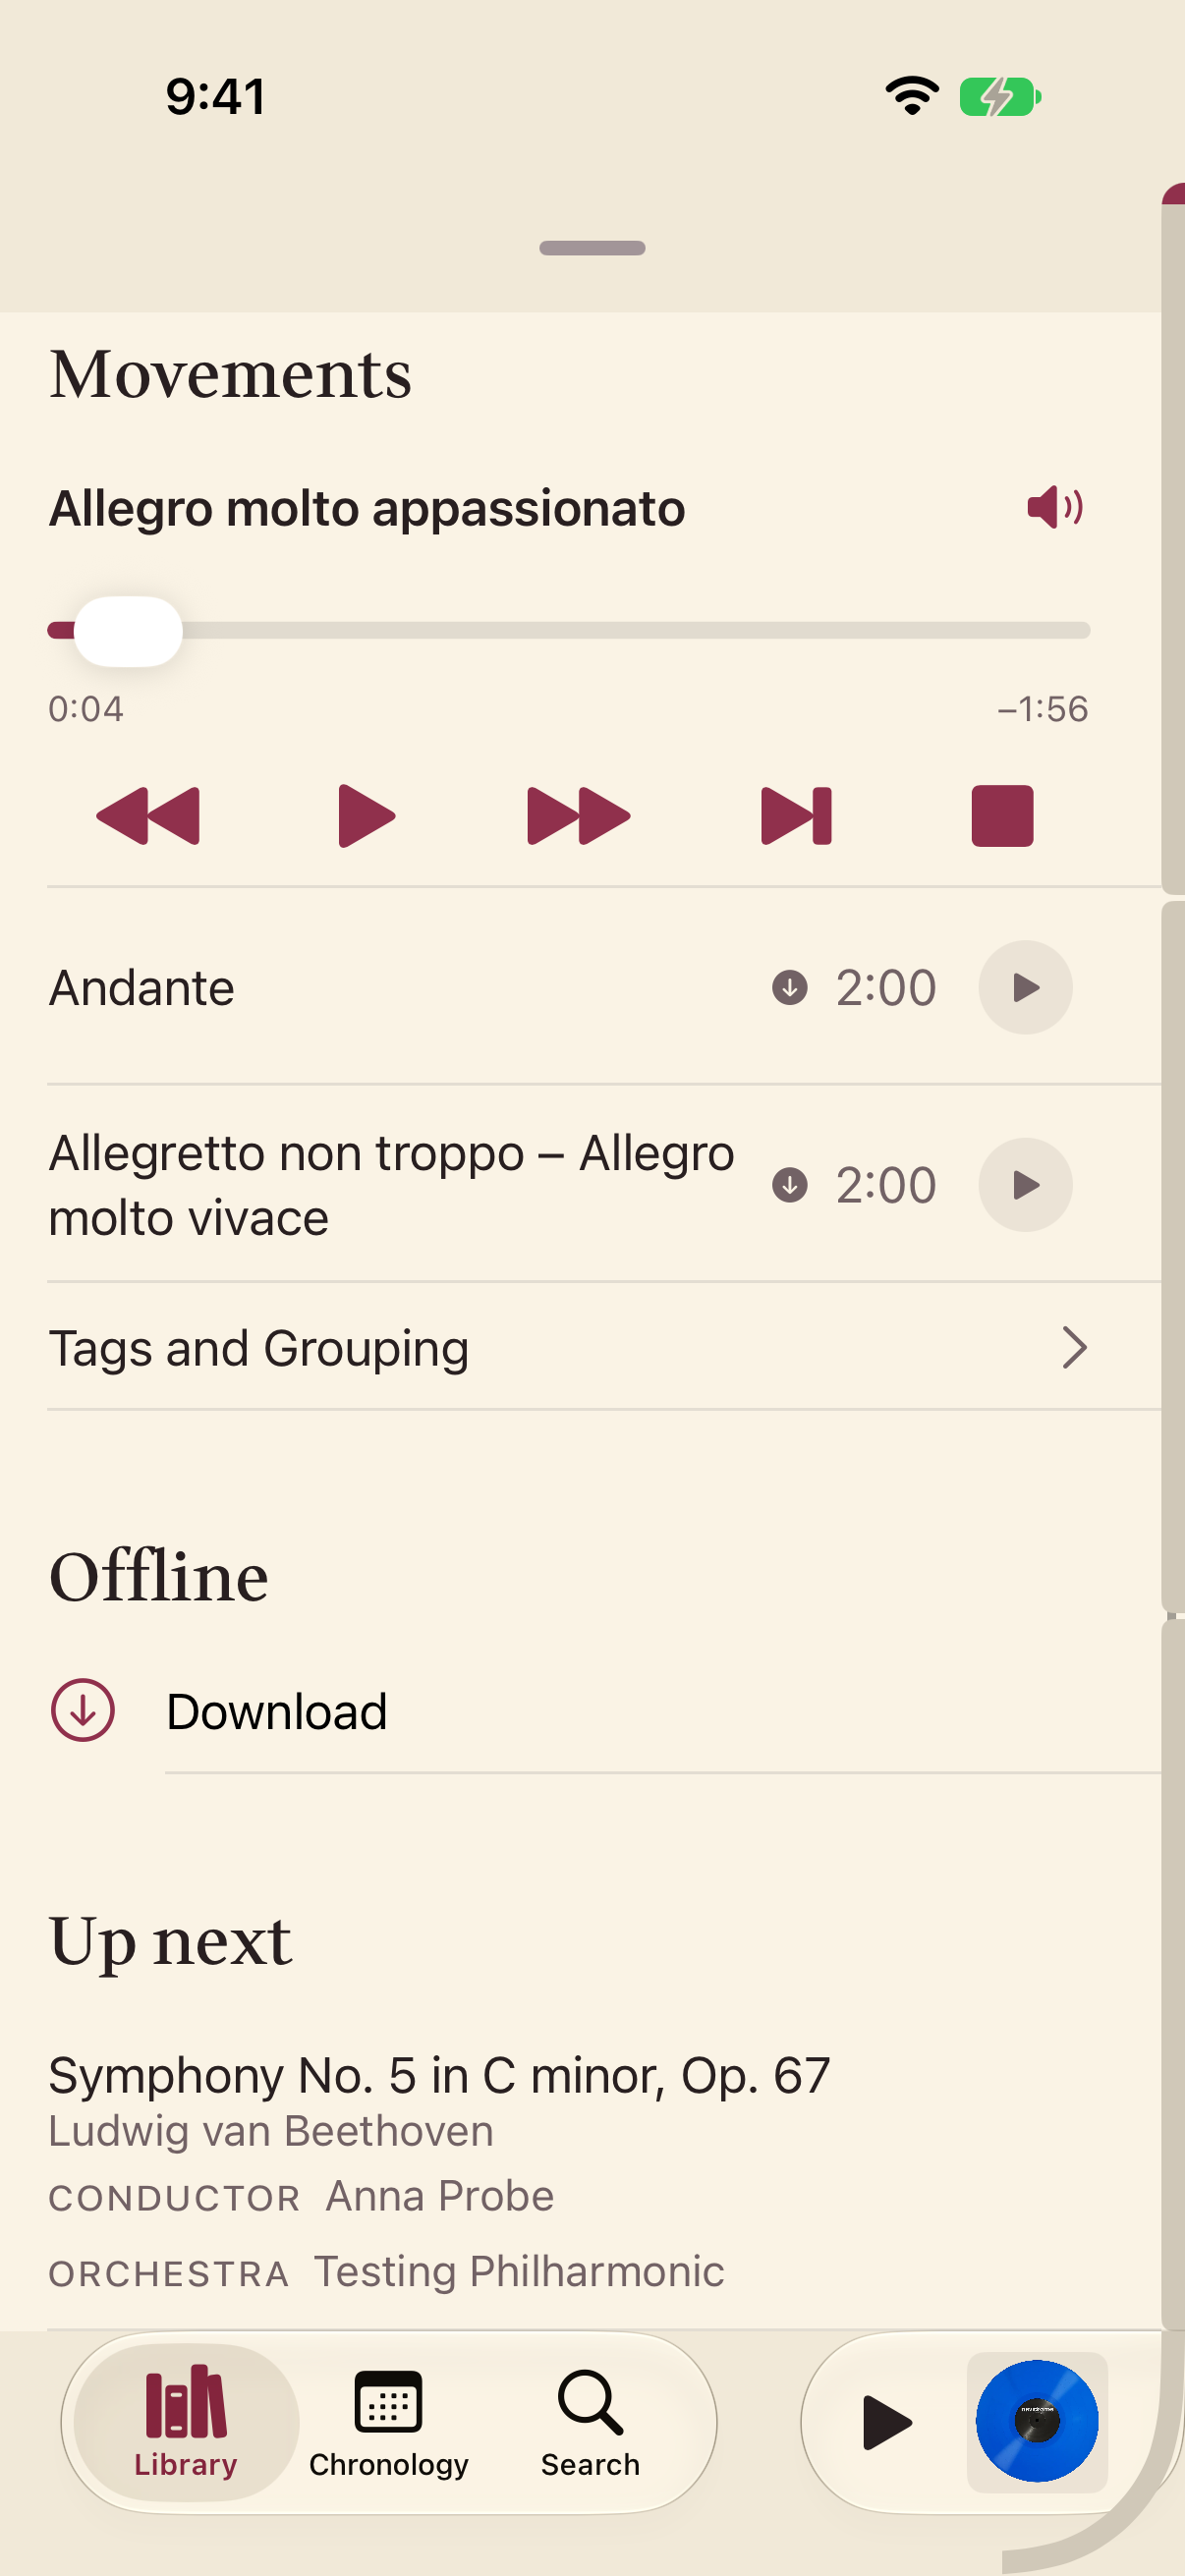 9:41
Movements
Allegro molto appassionato
0:04
–1:56
Andante
2:00
Allegretto non troppo – Allegro
molto vivace
2:00
Tags and Grouping
Offline
Download
Up next
Symphony No. 5 in C minor, Op. 67
Ludwig van Beethoven
CONDUCTOR Anna Probe
ORCHESTRA Testing Philharmonic
Library
Chronology
Search